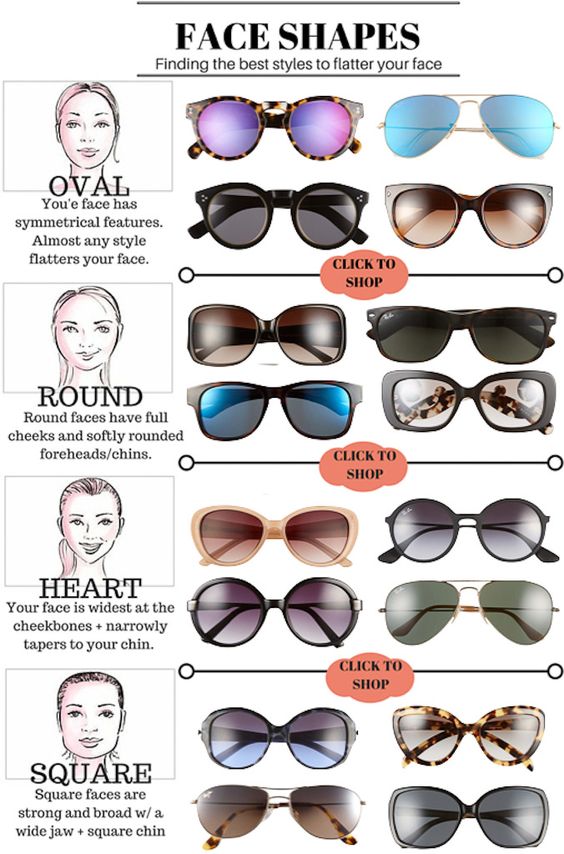 FACE SHAPES
Finding the best styles to flatter your face
OVAL
You'e face has
symmetrical features.
Almost any style
flatters your face.
CLICK TO
SHOP
ROUND
Round faces have full
cheeks and softly rounded
foreheads/chins.
Ray-Ban
CLICK TO
SHOP
HEART
Your face is widest at the
cheekbones + narrowly
tapers to your chin.
CLICK TO
SHOP
SQUARE
Square faces are
strong and broad w/ a
wide jaw + square chin